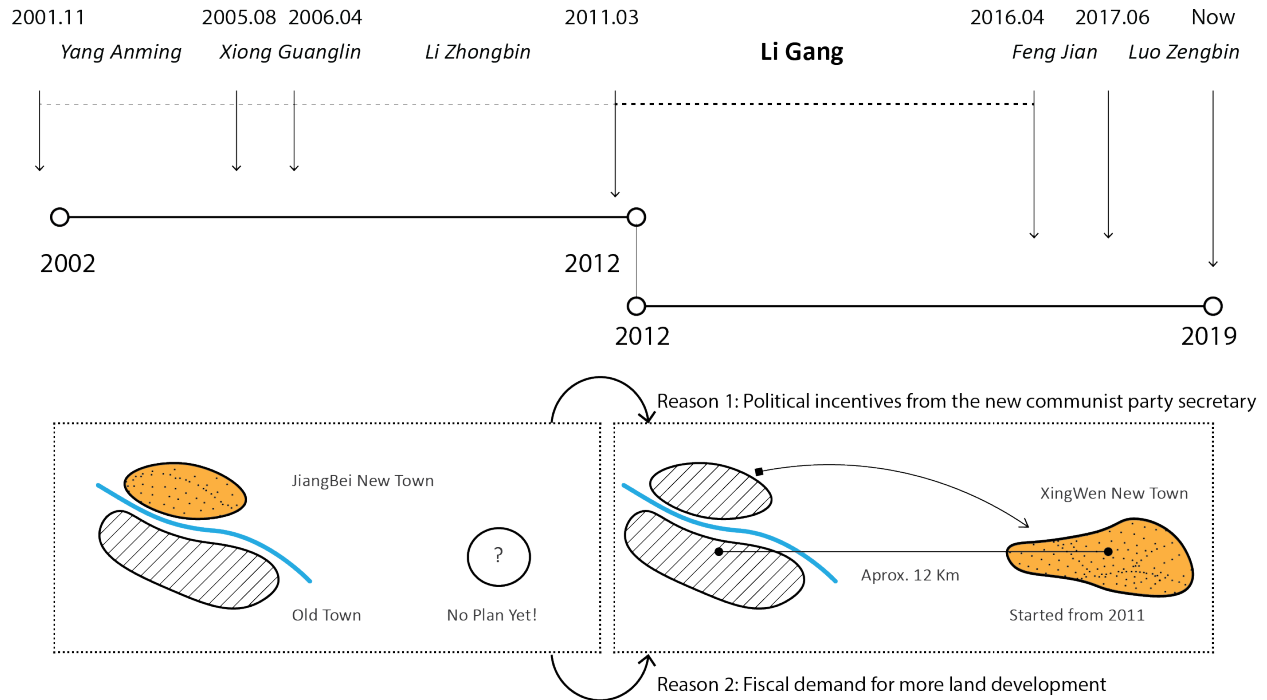 2001.11 2005.08 2006.04 2011.03 2016.04 2017.06 Now
Yang Anming Xiong Guanglin Li Zhongbin Li Gang Feng Jian Luo Zengbin
2002 2012
2012 2019
Reason 1: Political incentives from the new communist party secretary
JiangBei New Town
XingWen New Town
?
Aprox. 12 Km
Old Town No Plan Yet! Started from 2011
Reason 2: Fiscal demand for more land development